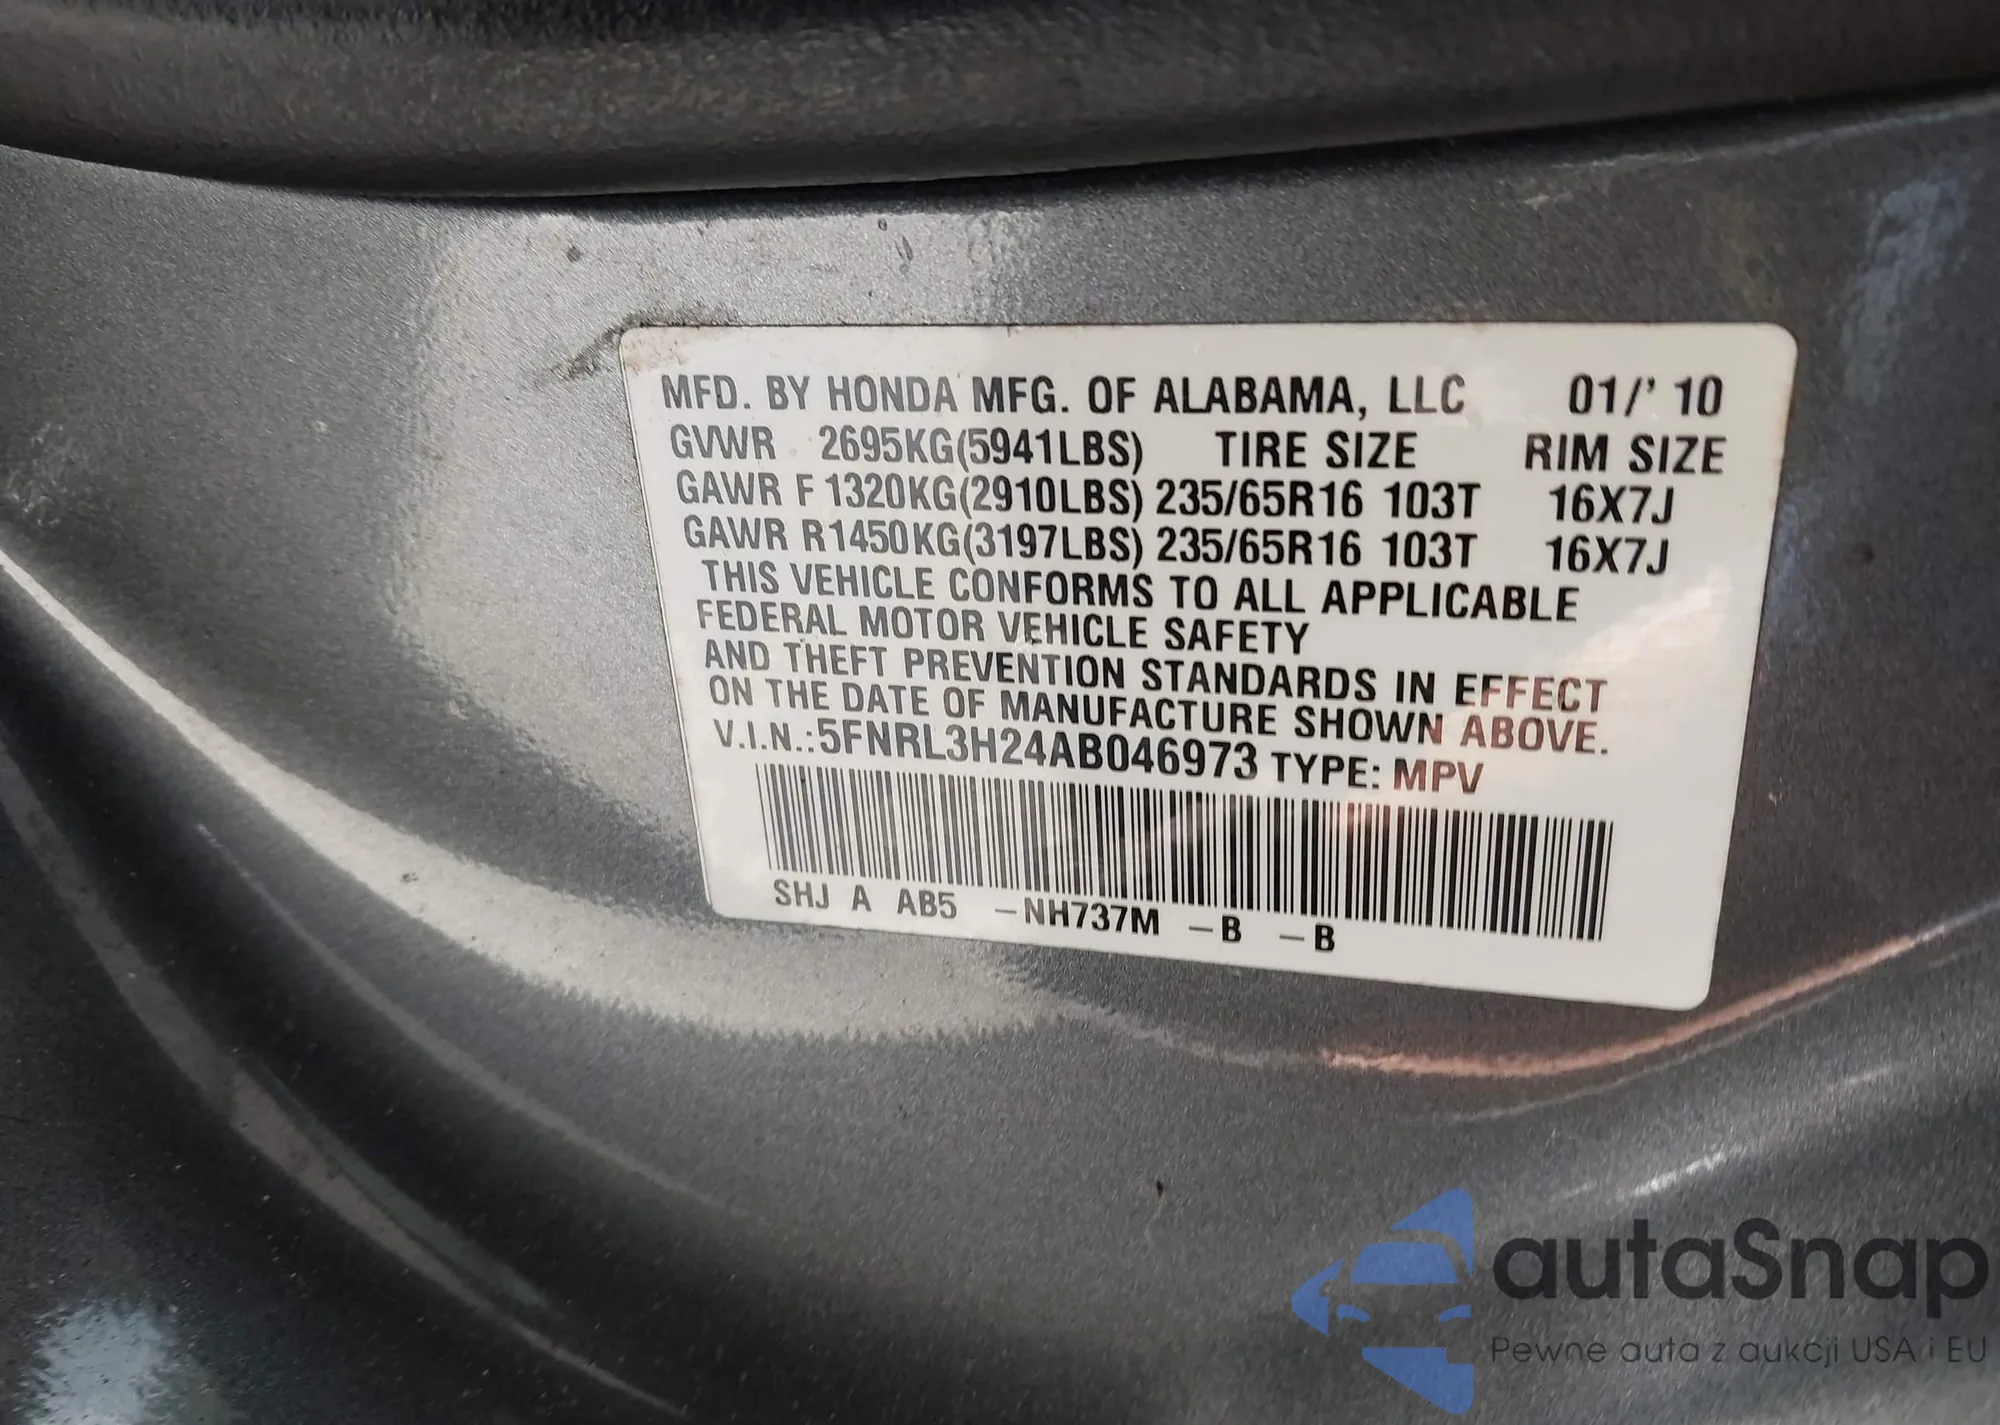 MFD. BY HONDA MFG. OF ALABAMA, LLC 01/' 10
GVWR 2695KG(5941LBS) TIRE SIZE RIM SIZE
GAWR F 1320KG(2910LBS) 235/65R16 103T 16X7J
GAWR R1450KG(3197LBS) 235/65R16 103T 16X7J
THIS VEHICLE CONFORMS TO ALL APPLICABLE
FEDERAL MOTOR VEHICLE SAFETY
AND THEFT PREVENTION STANDARDS IN EFFECT
ON THE DATE OF MANUFACTURE SHOWN ABOVE.
V.I.N.:5FNRL3H24AB046973 TYPE: MPV
SHJ A AB5 -NH737M -B -B
autaSnap
Pewne auta z aukcji USA i EU